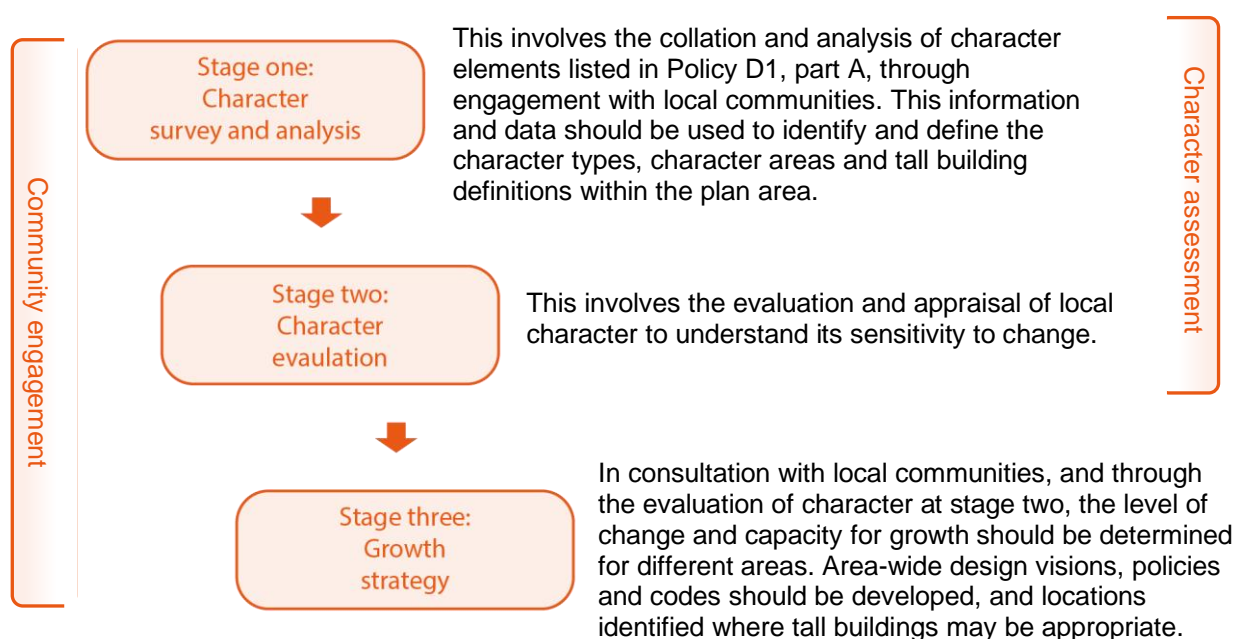 Community engagement
Stage one:
Character
survey and analysis
This involves the collation and analysis of character
elements listed in Policy D1, part A, through
engagement with local communities. This information
and data should be used to identify and define the
character types, character areas and tall building
definitions within the plan area.
Character assessment
Stage two:
Character
evaulation
This involves the evaluation and appraisal of local
character to understand its sensitivity to change.
Stage three:
Growth
strategy
In consultation with local communities, and through
the evaluation of character at stage two, the level of
change and capacity for growth should be determined
for different areas. Area-wide design visions, policies
and codes should be developed, and locations
identified where tall buildings may be appropriate.